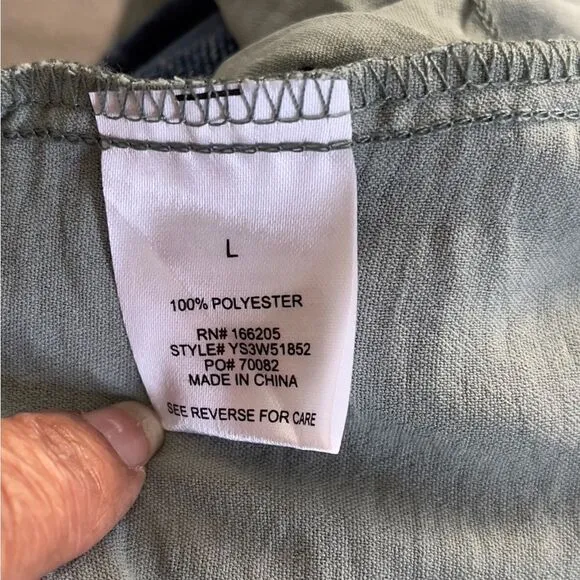 L
100% POLYESTER
RN# 166205
STYLE# YS3W51852
PO# 70082
MADE IN CHINA
SEE REVERSE FOR CARE